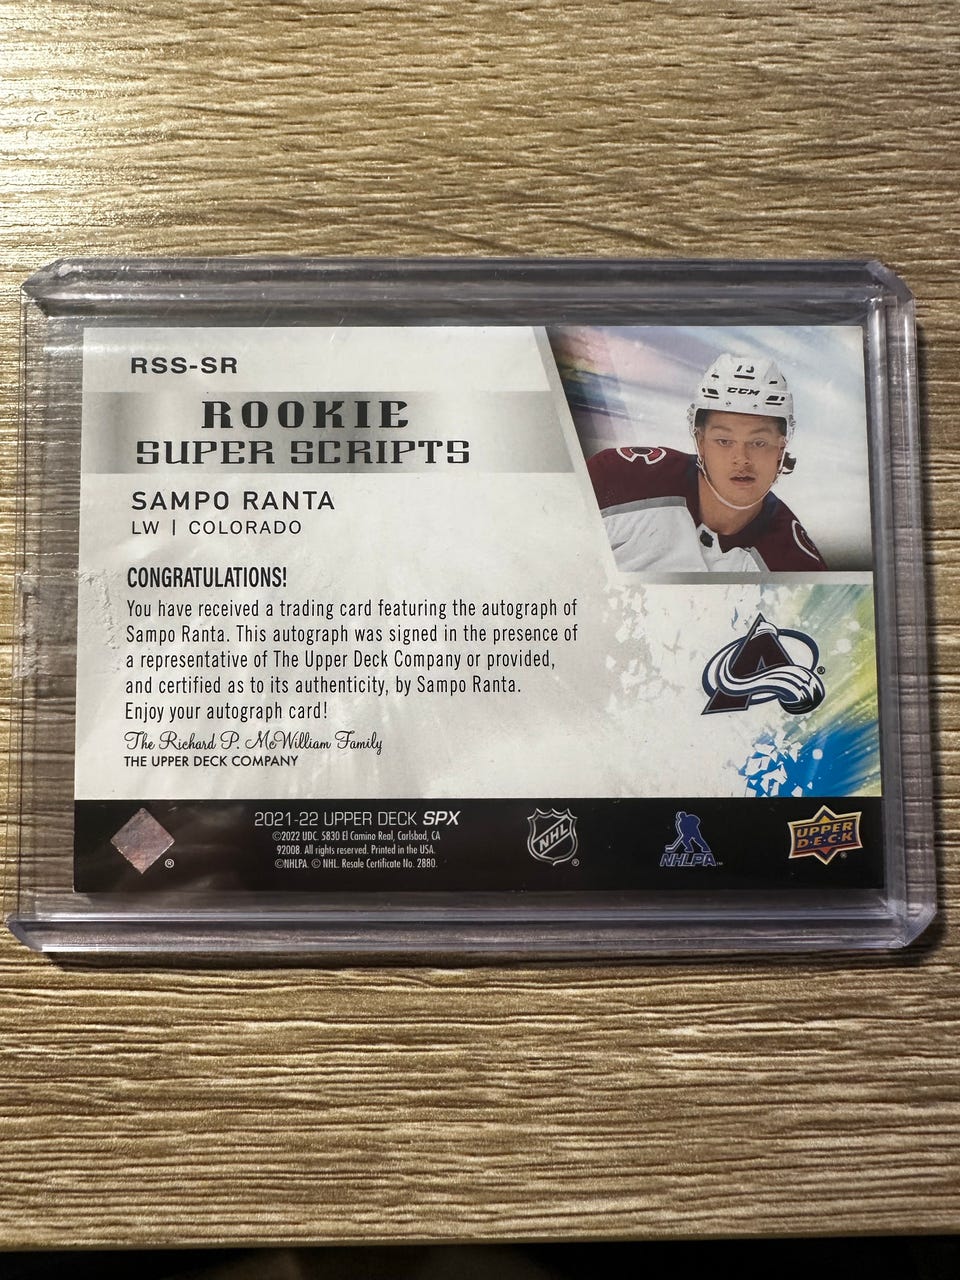 RSS-SR
ROOKIE
SUPER SCRIPTS
SAMPO RANTA
LW | COLORADO
CONGRATULATIONS!
You have received a trading card featuring the autograph of
Sampo Ranta. This autograph was signed in the presence of
a representative of The Upper Deck Company or provided,
and certified as to its authenticity, by Sampo Ranta.
Enjoy your autograph card!
The Richard P. McWilliam Family
THE UPPER DECK COMPANY
75
CCM
A
®
2021-22 UPPER DECK SPX
©2022 UDC. 5830 El Camino Real, Carlsbad, CA
92008. All rights reserved. Printed in the USA.
©NHLPA. © NHL. Resale Certificate No. 2880.
®
NHL
®
NHLPA™
UPPER
D·E·C·K
®